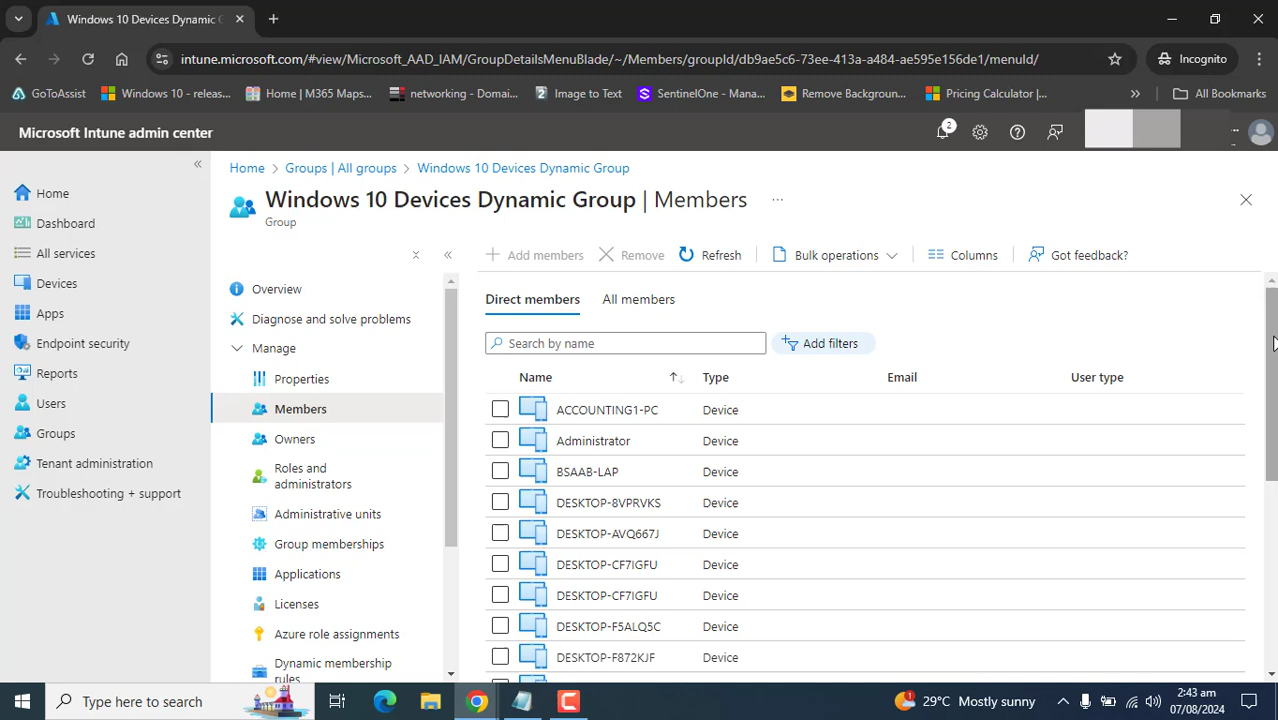 Windows 10 Devices Dynamic G
intune.microsoft.com/#view/Microsoft_AAD_IAM/GroupDetailsMenuBlade/~/Members/groupId/db9ae5c6-73ee-413a-a484-ae595e156de1/menuId/
Incognito
GoToAssist
Windows 10 - releas...
Home | M365 Maps...
networking - Domai...
Image to Text
SentinelOne - Mana...
Remove Backgroun...
Pricing Calculator |...
»
All Bookmarks
Microsoft Intune admin center
2
...
«
Home
Dashboard
All services
Devices
Apps
Endpoint security
Reports
Users
Groups
Tenant administration
Troubleshooting + support
Home > Groups | All groups > Windows 10 Devices Dynamic Group
Windows 10 Devices Dynamic Group | Members ...
Group
«
Overview
Diagnose and solve problems
Manage
Properties
Members
Owners
Roles and
administrators
Administrative units
Group memberships
Applications
Licenses
Azure role assignments
Dynamic membership
rules
Add members
Remove
Refresh
Bulk operations
Columns
Got feedback?
Direct members
All members
Search by name
Add filters
Name Type Email User type
ACCOUNTING1-PC Device
Administrator Device
BSAAB-LAP Device
DESKTOP-8VPRVKS Device
DESKTOP-AVQ667J Device
DESKTOP-CF7IGFU Device
DESKTOP-CF7IGFU Device
DESKTOP-F5ALQ5C Device
DESKTOP-F872KJF Device
Type here to search
1
29°C Mostly sunny
2:43 am
07/08/2024